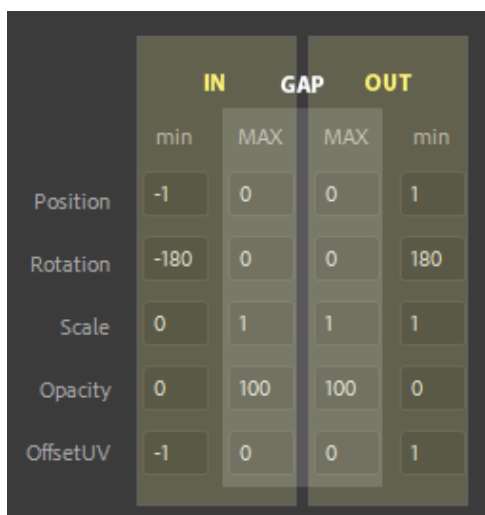 IN GAP OUT
min MAX MAX min
Position -1 0 0 1
Rotation -180 0 0 180
Scale 0 1 1 1
Opacity 0 100 100 0
OffsetUV -1 0 0 1